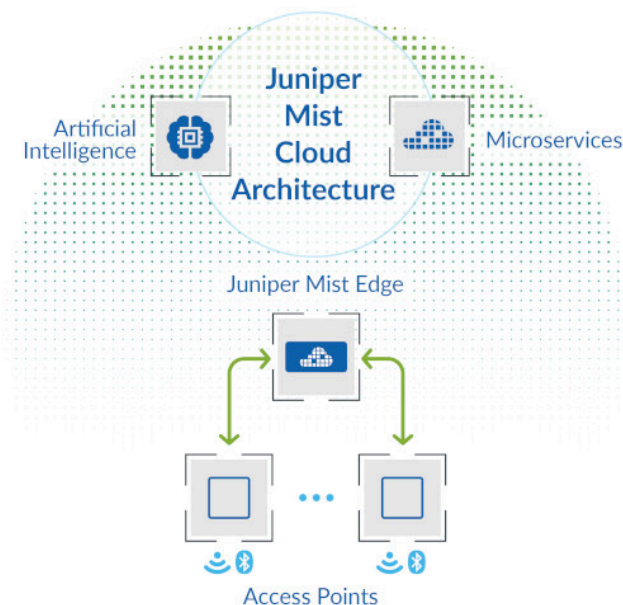 Juniper
Mist
Cloud
Architecture
Artificial
Intelligence
Microservices
Juniper Mist Edge
Access Points